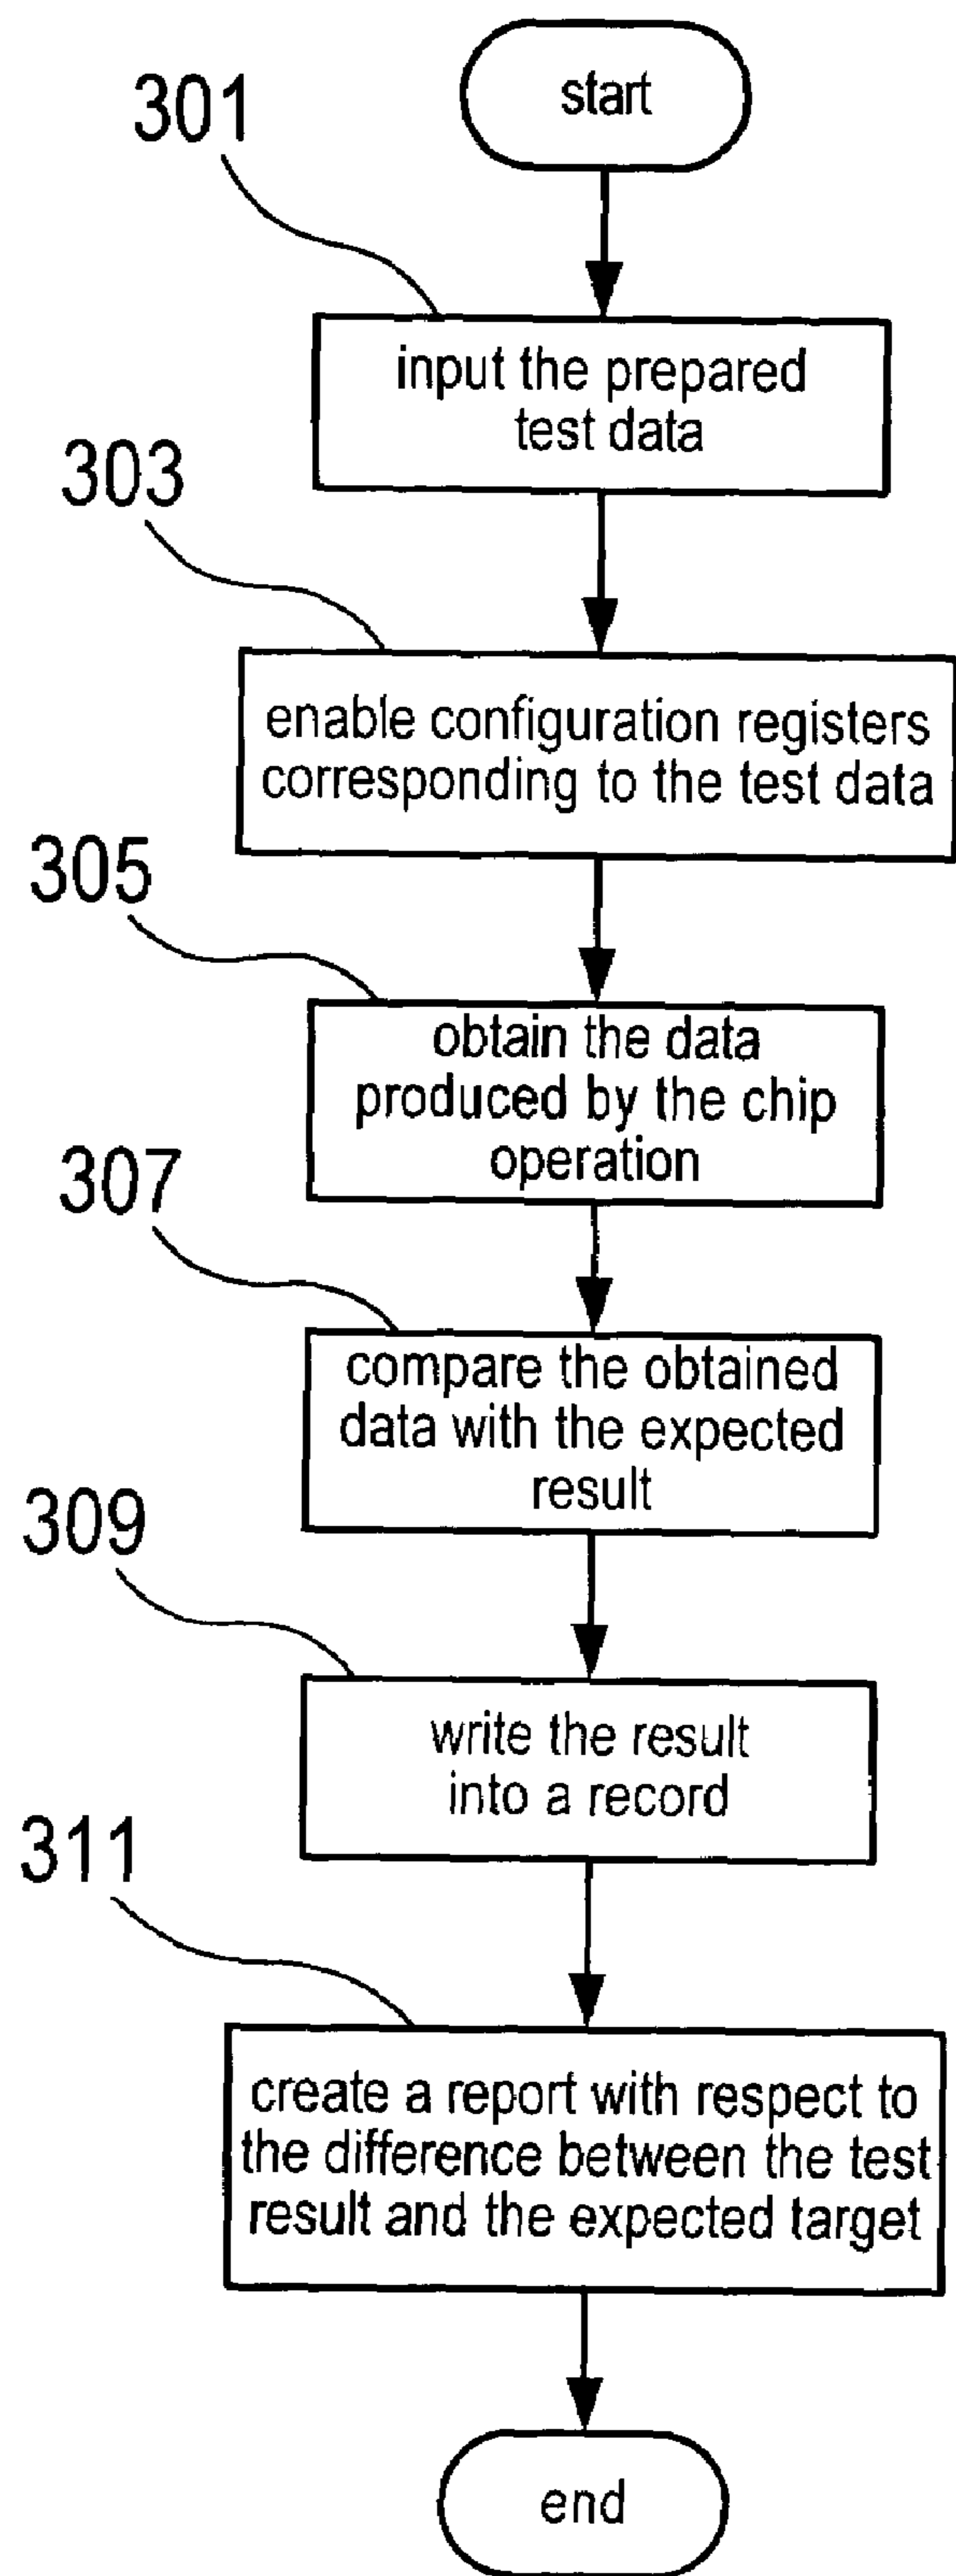 start
301
input the prepared
test data
303
enable configuration registers
corresponding to the test data
305
obtain the data
produced by the chip
operation
307
compare the obtained
data with the expected
result
309
write the result
into a record
311
create a report with respect to
the difference between the test
result and the expected target
end